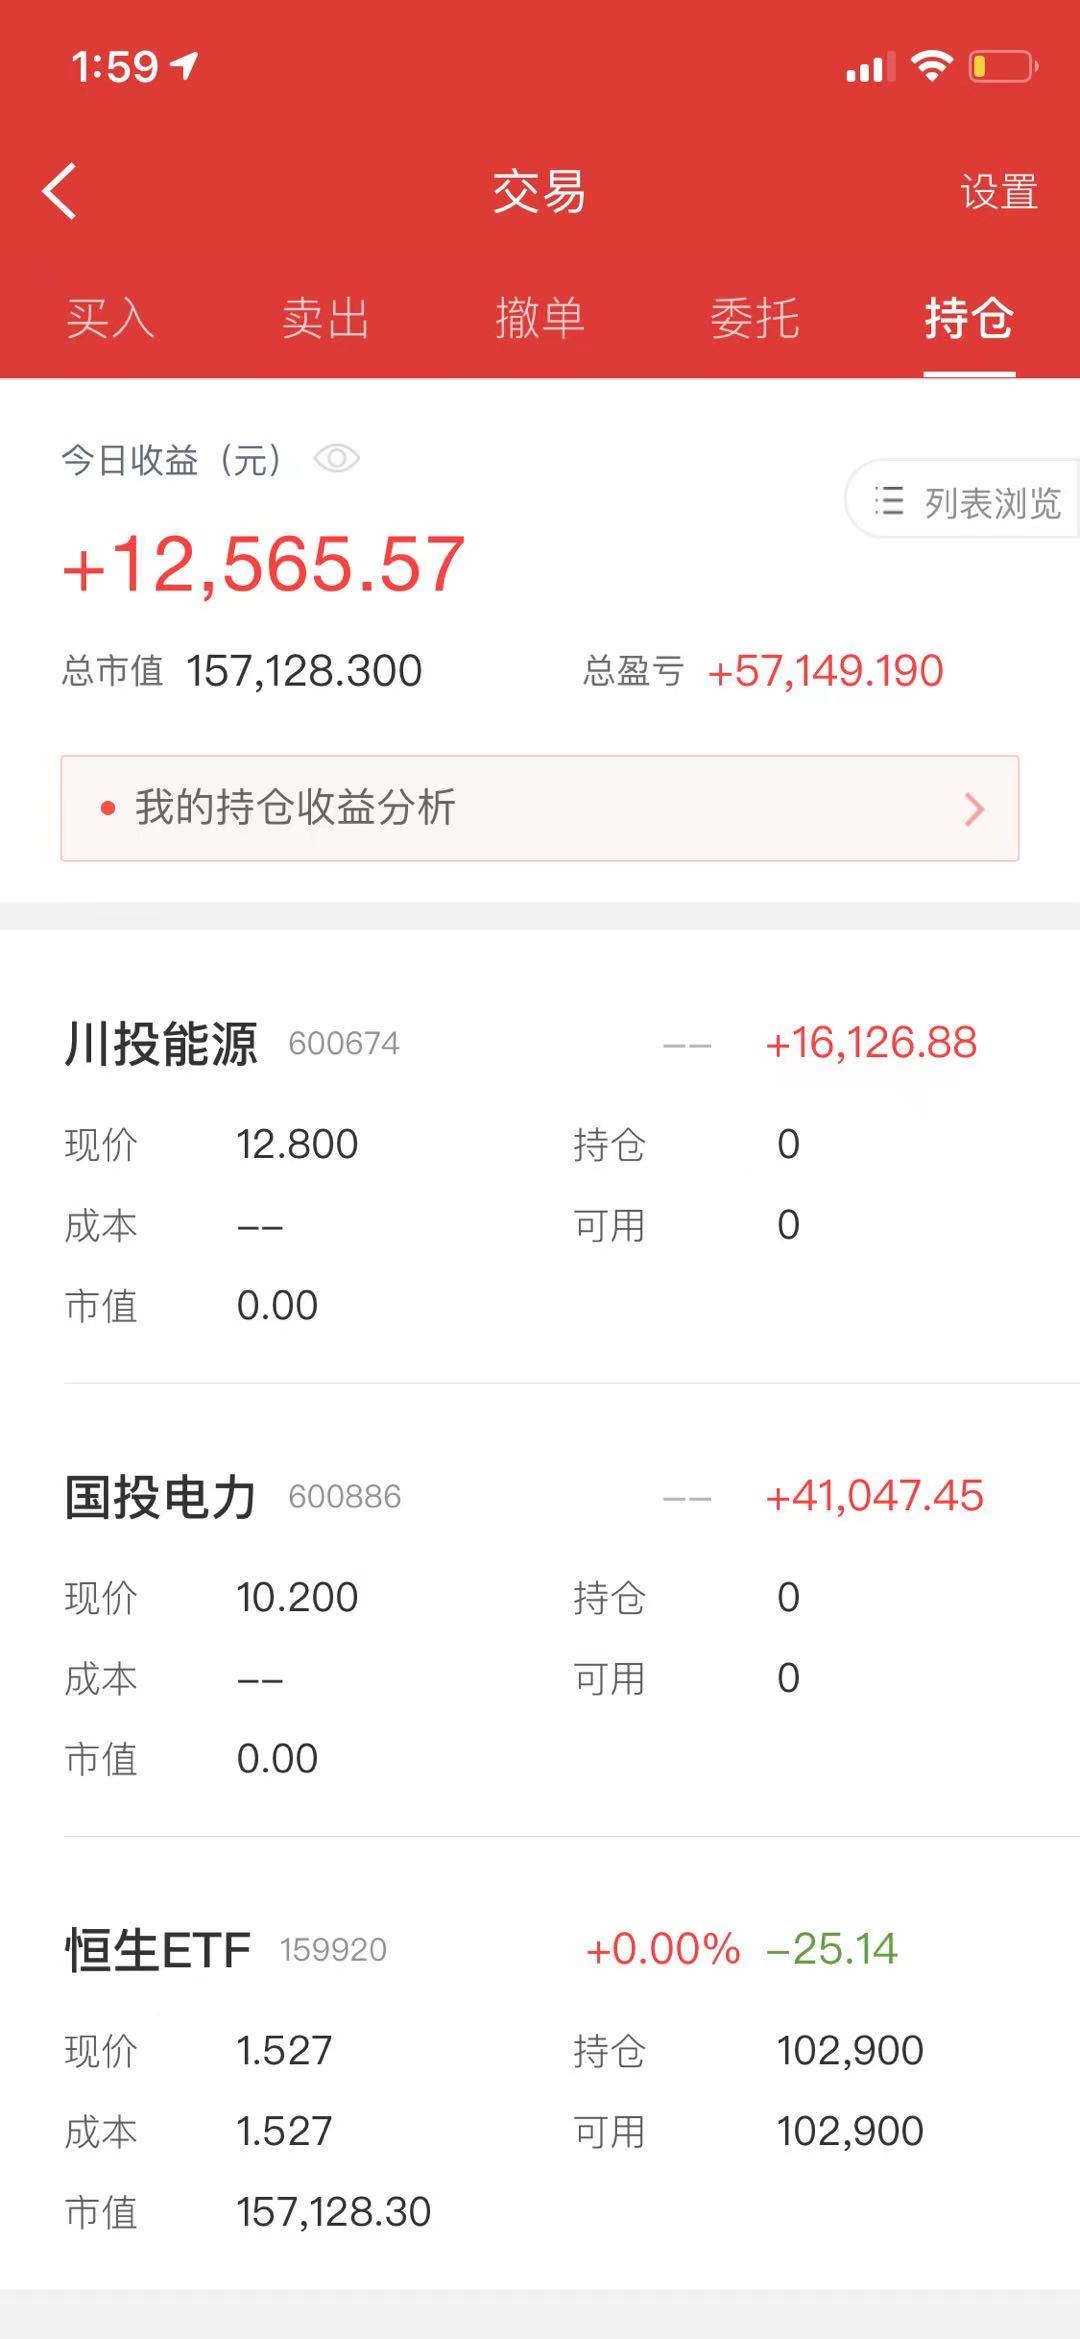 1:59
交易 设置
买入 卖出 撤单 委托 持仓
今日收益（元）
列表浏览
+12,565.57
总市值 157,128.300 总盈亏 +57,149.190
我的持仓收益分析
川投能源 600674 -- +16,126.88
现价 12.800 持仓 0
成本 -- 可用 0
市值 0.00
国投电力 600886 -- +41,047.45
现价 10.200 持仓 0
成本 -- 可用 0
市值 0.00
恒生ETF 159920 +0.00% -25.14
现价 1.527 持仓 102,900
成本 1.527 可用 102,900
市值 157,128.30